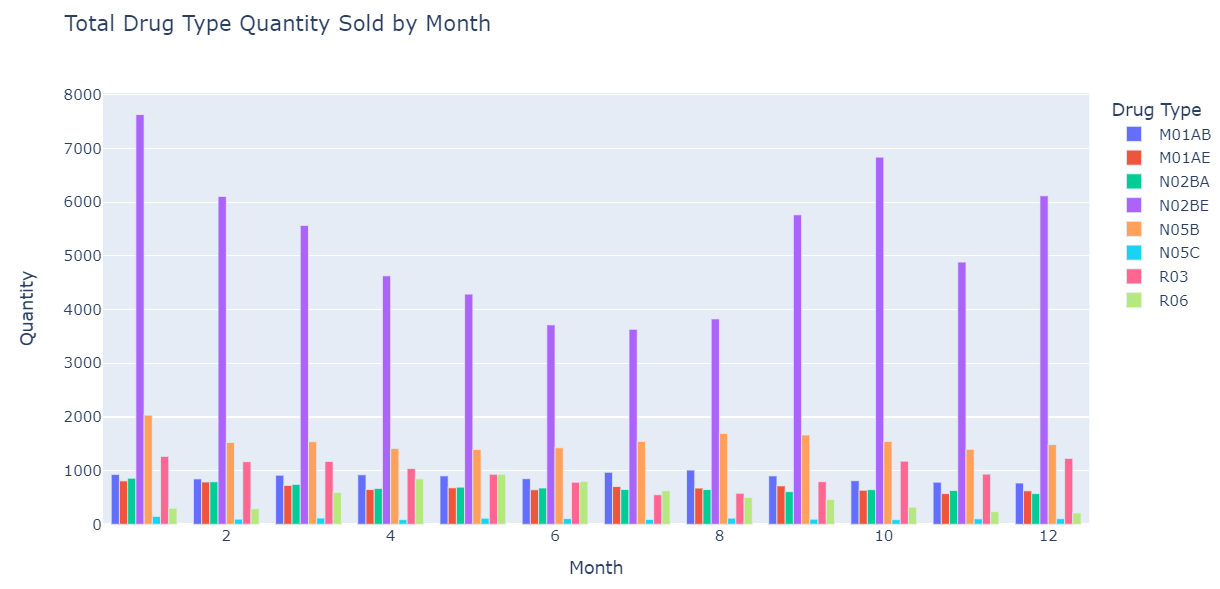 Total Drug Type Quantity Sold by Month
8000
7000
6000
5000
4000
3000
2000
1000
0
Quantity
2 4 6 8 10 12
Month
Drug Type
M01AB
M01AE
N02BA
N02BE
N05B
N05C
R03
R06